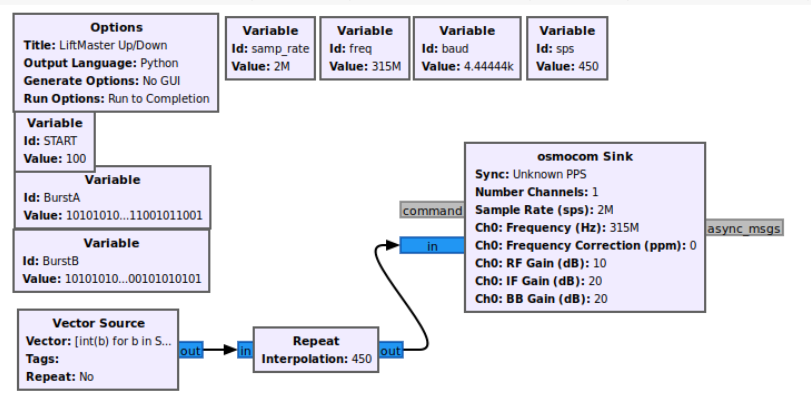 Options
Title: LiftMaster Up/Down
Output Language: Python
Generate Options: No GUI
Run Options: Run to Completion
Variable
Id: samp_rate
Value: 2M
Variable
Id: freq
Value: 315M
Variable
Id: baud
Value: 4.44444k
Variable
Id: sps
Value: 450
Variable
Id: START
Value: 100
Variable
Id: BurstA
Value: 10101010...11001011001
Variable
Id: BurstB
Value: 10101010...00101010101
Vector Source
Vector: [int(b) for b in S...
Tags:
Repeat: No
out
in
Repeat
Interpolation: 450
out
command
in
osmocom Sink
Sync: Unknown PPS
Number Channels: 1
Sample Rate (sps): 2M
Ch0: Frequency (Hz): 315M
Ch0: Frequency Correction (ppm): 0
Ch0: RF Gain (dB): 10
Ch0: IF Gain (dB): 20
Ch0: BB Gain (dB): 20
async_msgs